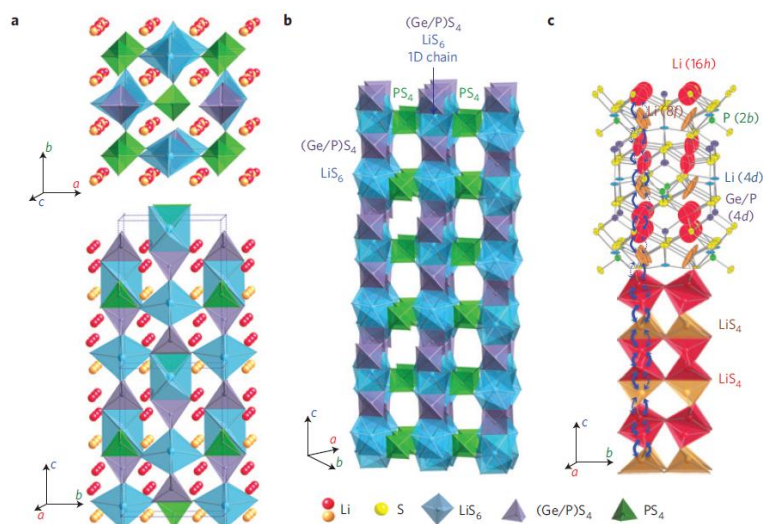 a
b
c
a
b
c
c
b
a
(Ge/P)S4
LiS6
1D chain
PS4
PS4
(Ge/P)S4
LiS6
c
a
b
Li (16h)
Li (8f)
P (2b)
Li (4d)
Ge/P
(4d)
LiS4
LiS4
c
b
a
Li
S
LiS6
(Ge/P)S4
PS4